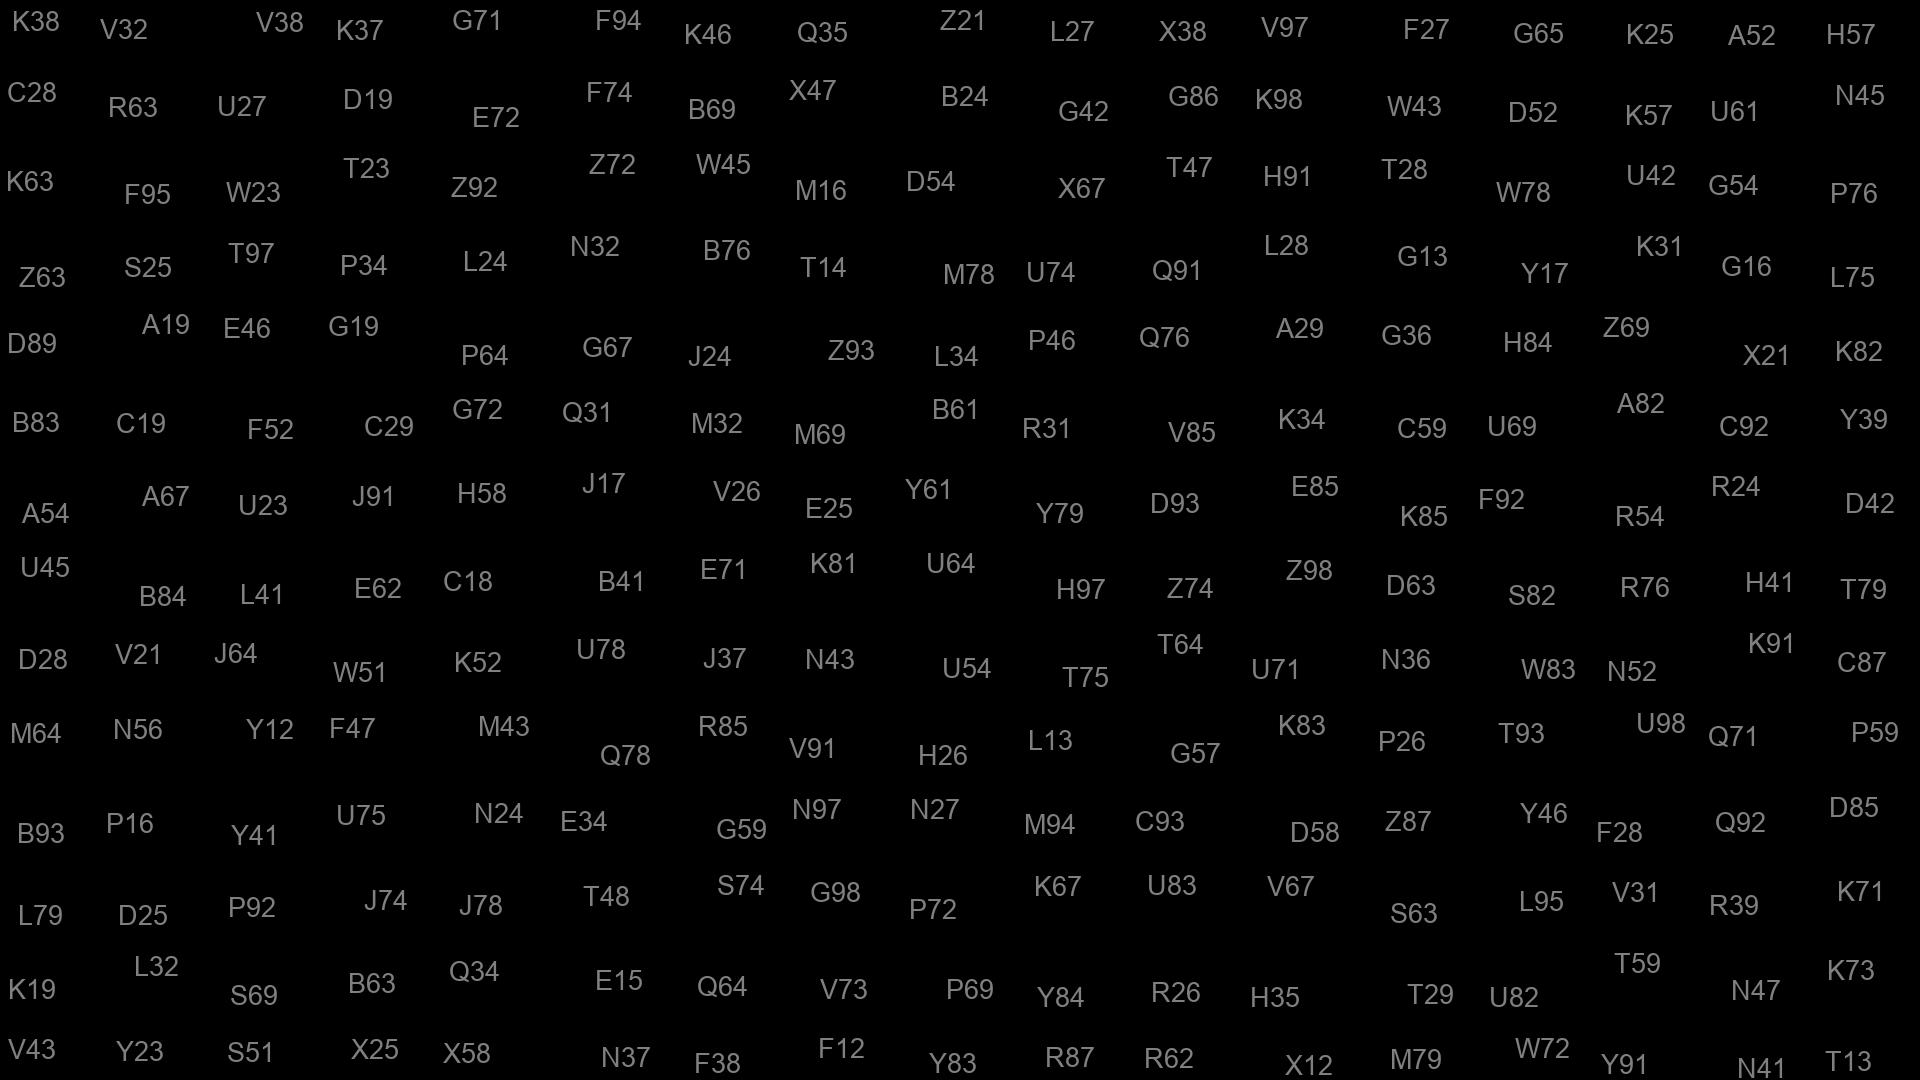 K38 V32 V38 K37 G71 F94 K46 Q35 Z21 L27 X38 V97 F27 G65 K25 A52 H57
C28 R63 U27 D19 E72 F74 B69 X47 B24 G42 G86 K98 W43 D52 K57 U61 N45
K63 F95 W23 T23 Z92 Z72 W45 M16 D54 X67 T47 H91 T28 W78 U42 G54 P76
Z63 S25 T97 P34 L24 N32 B76 T14 M78 U74 Q91 L28 G13 Y17 K31 G16 L75
D89 A19 E46 G19 P64 G67 J24 Z93 L34 P46 Q76 A29 G36 H84 Z69 X21 K82
B83 C19 F52 C29 G72 Q31 M32 M69 B61 R31 V85 K34 C59 U69 A82 C92 Y39
A54 A67 U23 J91 H58 J17 V26 E25 Y61 Y79 D93 E85 K85 F92 R54 R24 D42
U45 B84 L41 E62 C18 B41 E71 K81 U64 H97 Z74 Z98 D63 S82 R76 H41 T79
D28 V21 J64 W51 K52 U78 J37 N43 U54 T75 T64 U71 N36 W83 N52 K91 C87
M64 N56 Y12 F47 M43 Q78 R85 V91 H26 L13 G57 K83 P26 T93 U98 Q71 P59
B93 P16 Y41 U75 N24 E34 G59 N97 N27 M94 C93 D58 Z87 Y46 F28 Q92 D85
L79 D25 P92 J74 J78 T48 S74 G98 P72 K67 U83 V67 S63 L95 V31 R39 K71
K19 L32 S69 B63 Q34 E15 Q64 V73 P69 Y84 R26 H35 T29 U82 T59 N47 K73
V43 Y23 S51 X25 X58 N37 F38 F12 Y83 R87 R62 X12 M79 W72 Y91 N41 T13